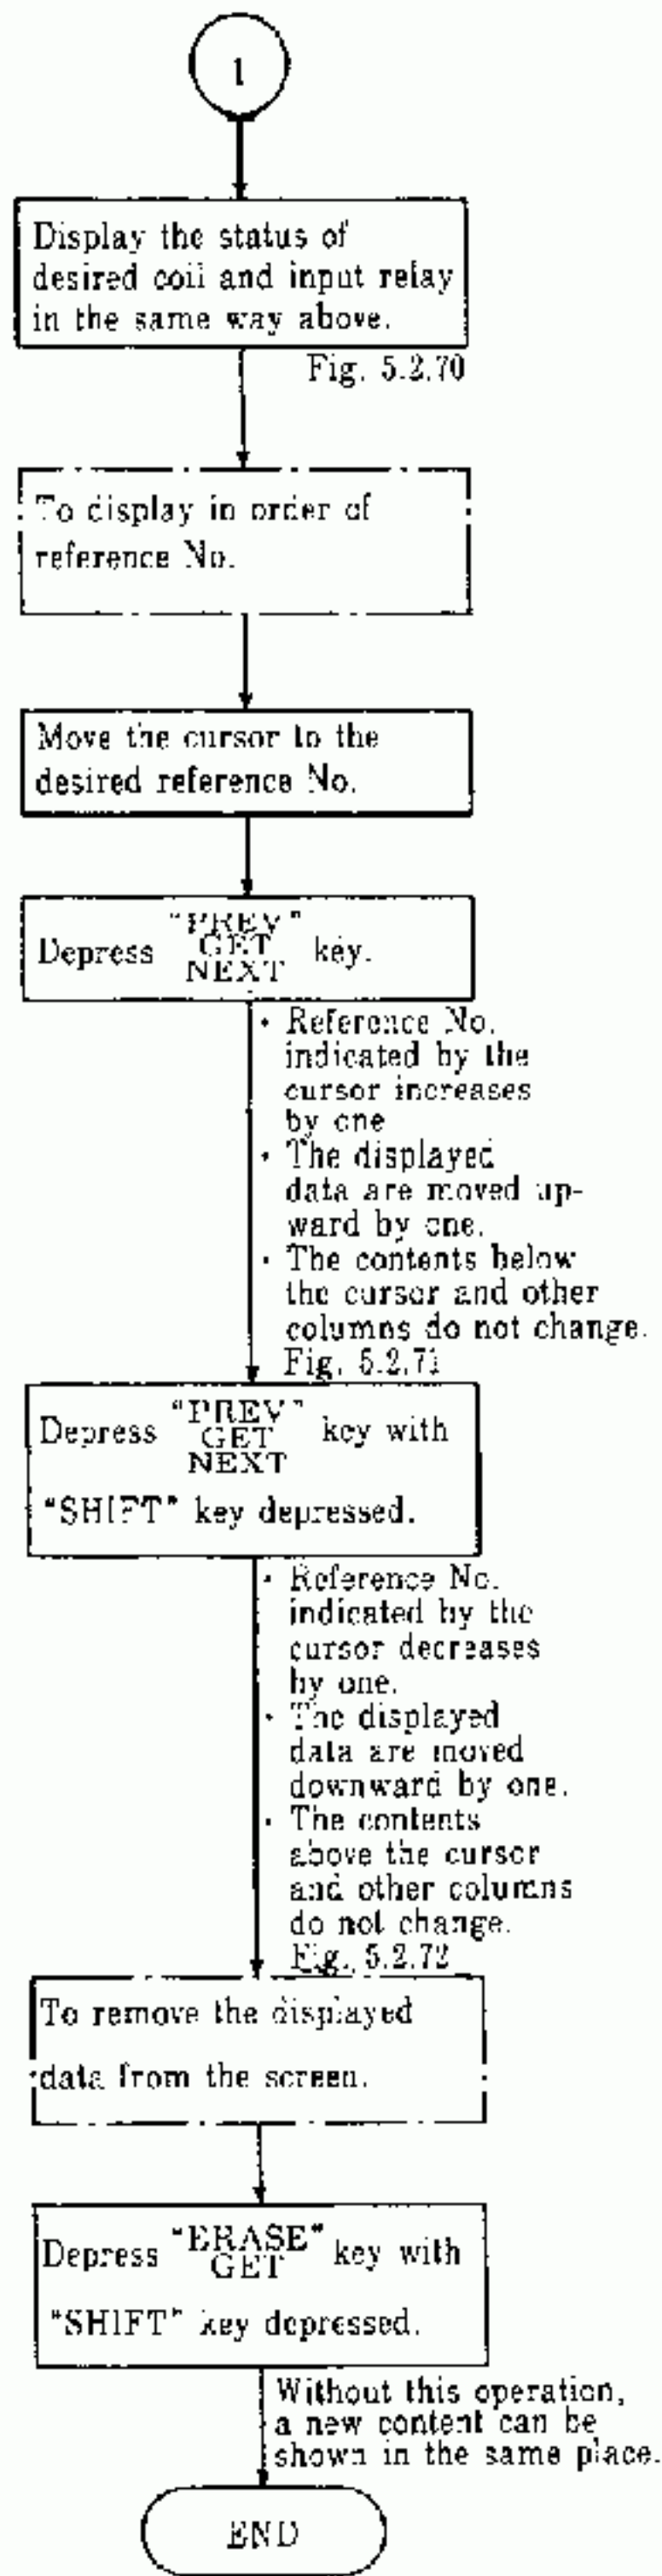 1
Display the status of
desired coil and input relay
in the same way above.
Fig. 5.2.70
To display in order of
reference No.
Move the cursor to the
desired reference No.
Depress "PREV" GET NEXT key.
• Reference No.
indicated by the
cursor increases
by one
• The displayed
data are moved up-
ward by one.
• The contents below
the cursor and other
columns do not change.
Fig. 5.2.71
Depress "PREV" GET NEXT key with
"SHIFT" key depressed.
• Reference No.
indicated by the
cursor decreases
by one.
• The displayed
data are moved
downward by one.
• The contents
above the cursor
and other columns
do not change.
Fig. 5.2.72
To remove the displayed
data from the screen.
Depress "ERASE" GET key with
"SHIFT" key depressed.
Without this operation,
a new content can be
shown in the same place.
END